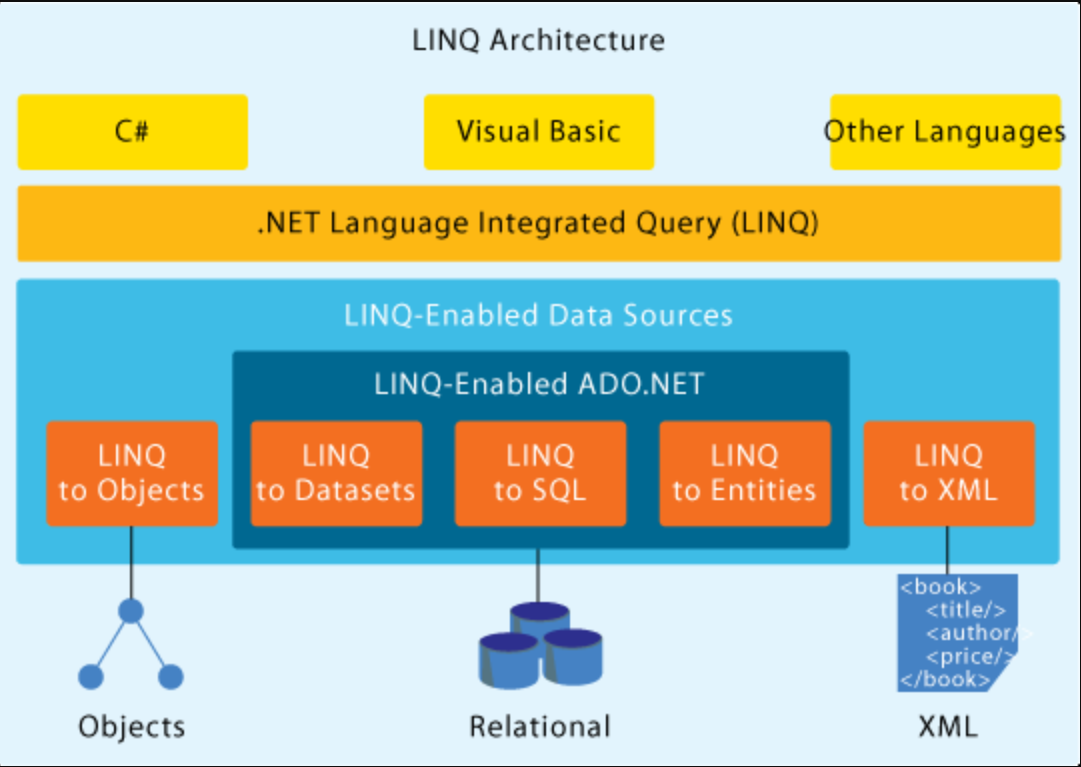 LINQ Architecture
C#
Visual Basic
Other Languages
.NET Language Integrated Query (LINQ)
LINQ-Enabled Data Sources
LINQ-Enabled ADO.NET
LINQ
to Objects
LINQ
to Datasets
LINQ
to SQL
LINQ
to Entities
LINQ
to XML
<book>
<title/>
<author/>
<price/>
</book>
Objects
Relational
XML